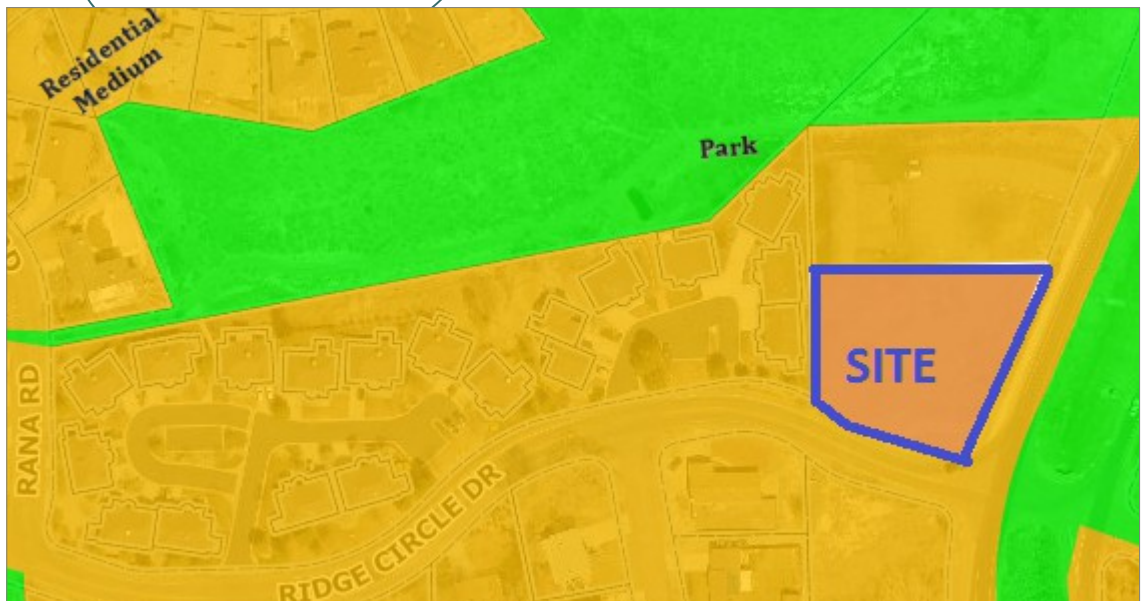 Residential
Medium
Park
SITE
RANA RD
RIDGE CIRCLE DR